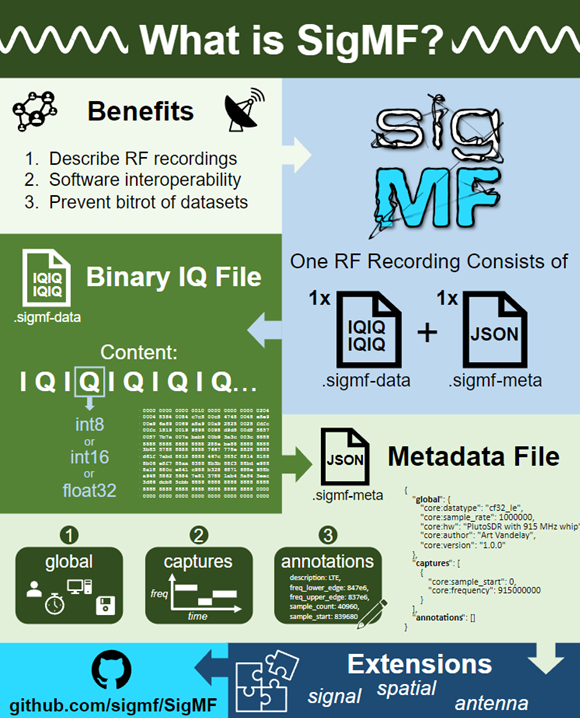 What is SigMF?
Benefits
1. Describe RF recordings
2. Software interoperability
3. Prevent bitrot of datasets
sig
MF
One RF Recording Consists of
1x
IQIQ
IQIQ
.sigmf-data
+
1x
JSON
.sigmf-meta
IQIQ
IQIQ
.sigmf-data
Binary IQ File
Content:
I Q I Q I Q I Q I Q...
int8
or
int16
or
float32
JSON
.sigmf-meta
Metadata File
{
"global": {
"core:datatype": "cf32_le",
"core:sample_rate": 1000000,
"core:hw": "PlutoSDR with 915 MHz whip
"core:author": "Art Vandelay",
"core:version": "1.0.0"
},
"captures": [
{
"core:sample_start": 0,
"core:frequency": 915000000
}
],
"annotations": []
}
1
global
2
captures
freq
time
3
annotations
description: LTE,
freq_lower_edge: 847e6,
freq_upper_edge: 837e6,
sample_count: 40960,
sample_start: 839680
github.com/sigmf/SigMF
Extensions
signal
spatial
antenna